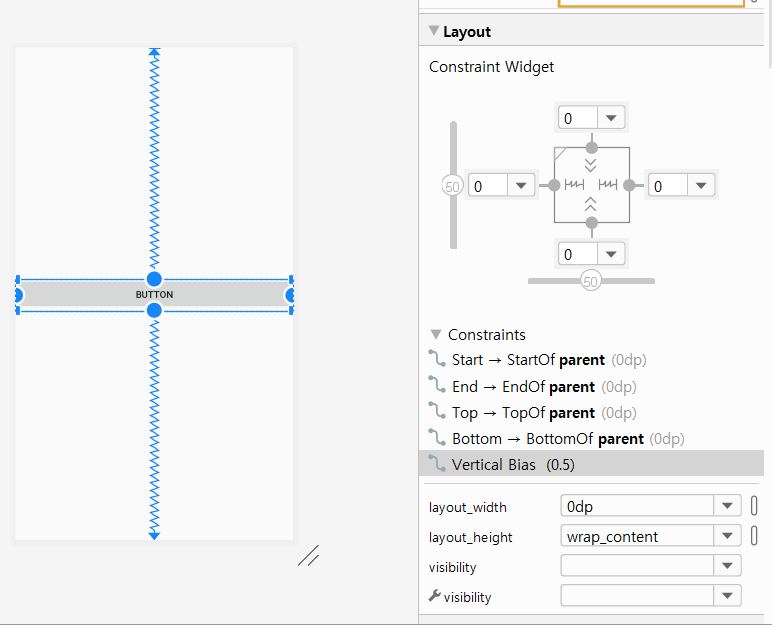 BUTTON
Layout
Constraint Widget
0
50
0
0
0
50
Constraints
Start → StartOf parent (0dp)
End → EndOf parent (0dp)
Top → TopOf parent (0dp)
Bottom → BottomOf parent (0dp)
Vertical Bias (0.5)
layout_width 0dp
layout_height wrap_content
visibility
visibility